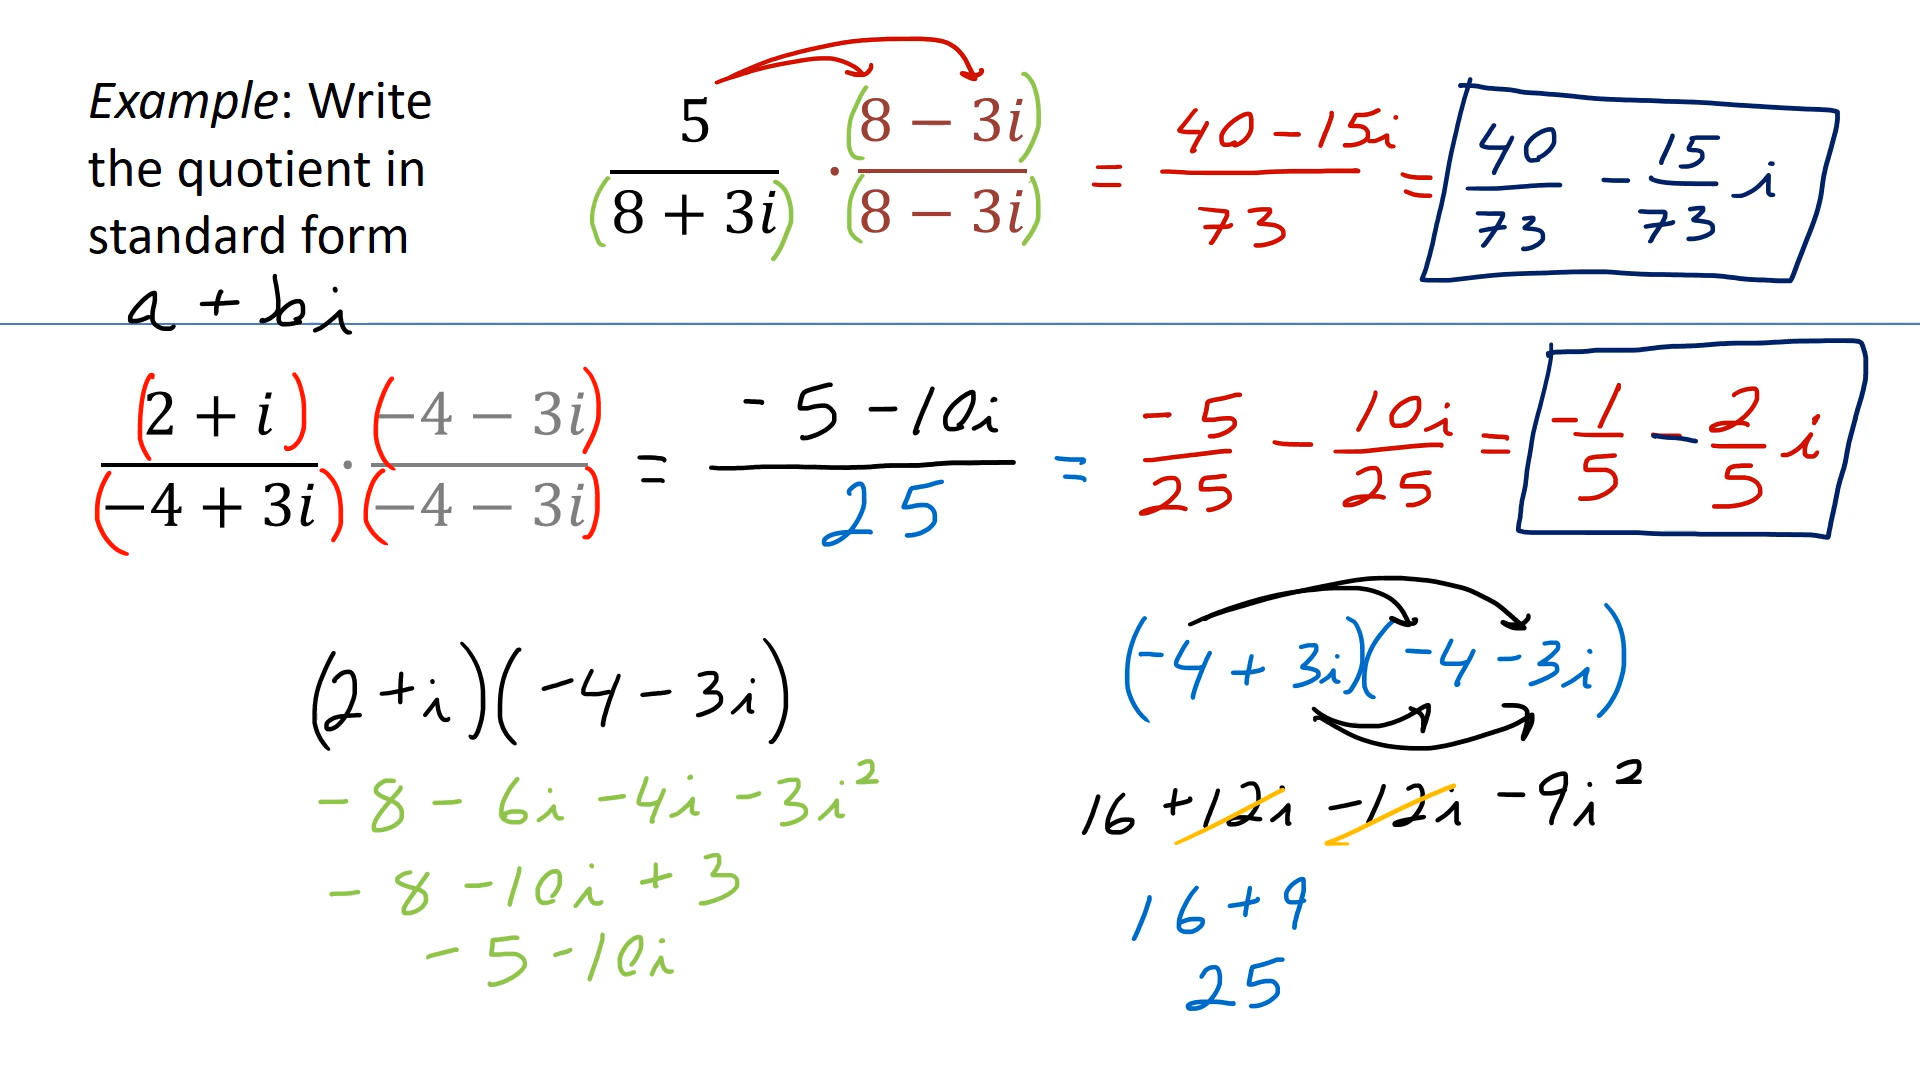 Example: Write
the quotient in
standard form
a + bi
5/(8 + 3i) · (8 − 3i)/(8 − 3i) = (40 − 15i)/73 = 40/73 − 15/73 i
(2 + i)/(−4 + 3i) · (−4 − 3i)/(−4 − 3i) = (−5 − 10i)/25 = −5/25 − 10i/25 = −1/5 − 2/5 i
(2 + i)(−4 − 3i)
−8 − 6i − 4i − 3i²
−8 − 10i + 3
−5 − 10i
(−4 + 3i)(−4 − 3i)
16 + 12i − 12i − 9i²
16 + 9
25